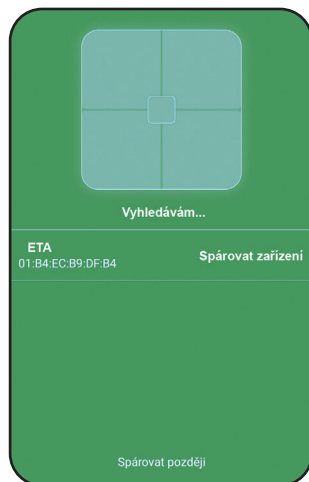 Vyhledávám...
ETA
01:B4:EC:B9:DF:B4
Spárovat zařízení
Spárovat později